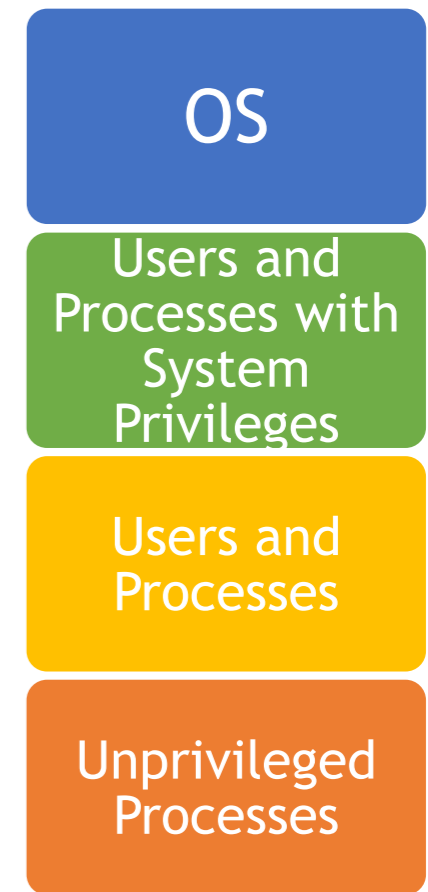 OS
Users and
Processes with
System
Privileges
Users and
Processes
Unprivileged
Processes